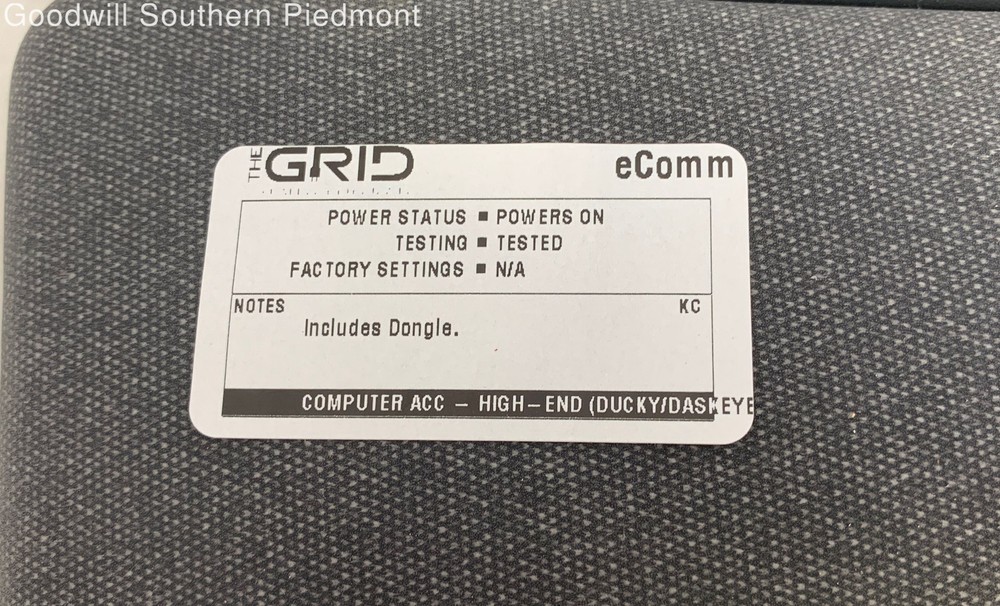 Goodwill Southern Piedmont
THE GRID
eComm
POWER STATUS ■ POWERS ON
TESTING ■ TESTED
FACTORY SETTINGS ■ N/A
NOTES
KC
Includes Dongle.
COMPUTER ACC – HIGH-END (DUCKY/DASKEYE